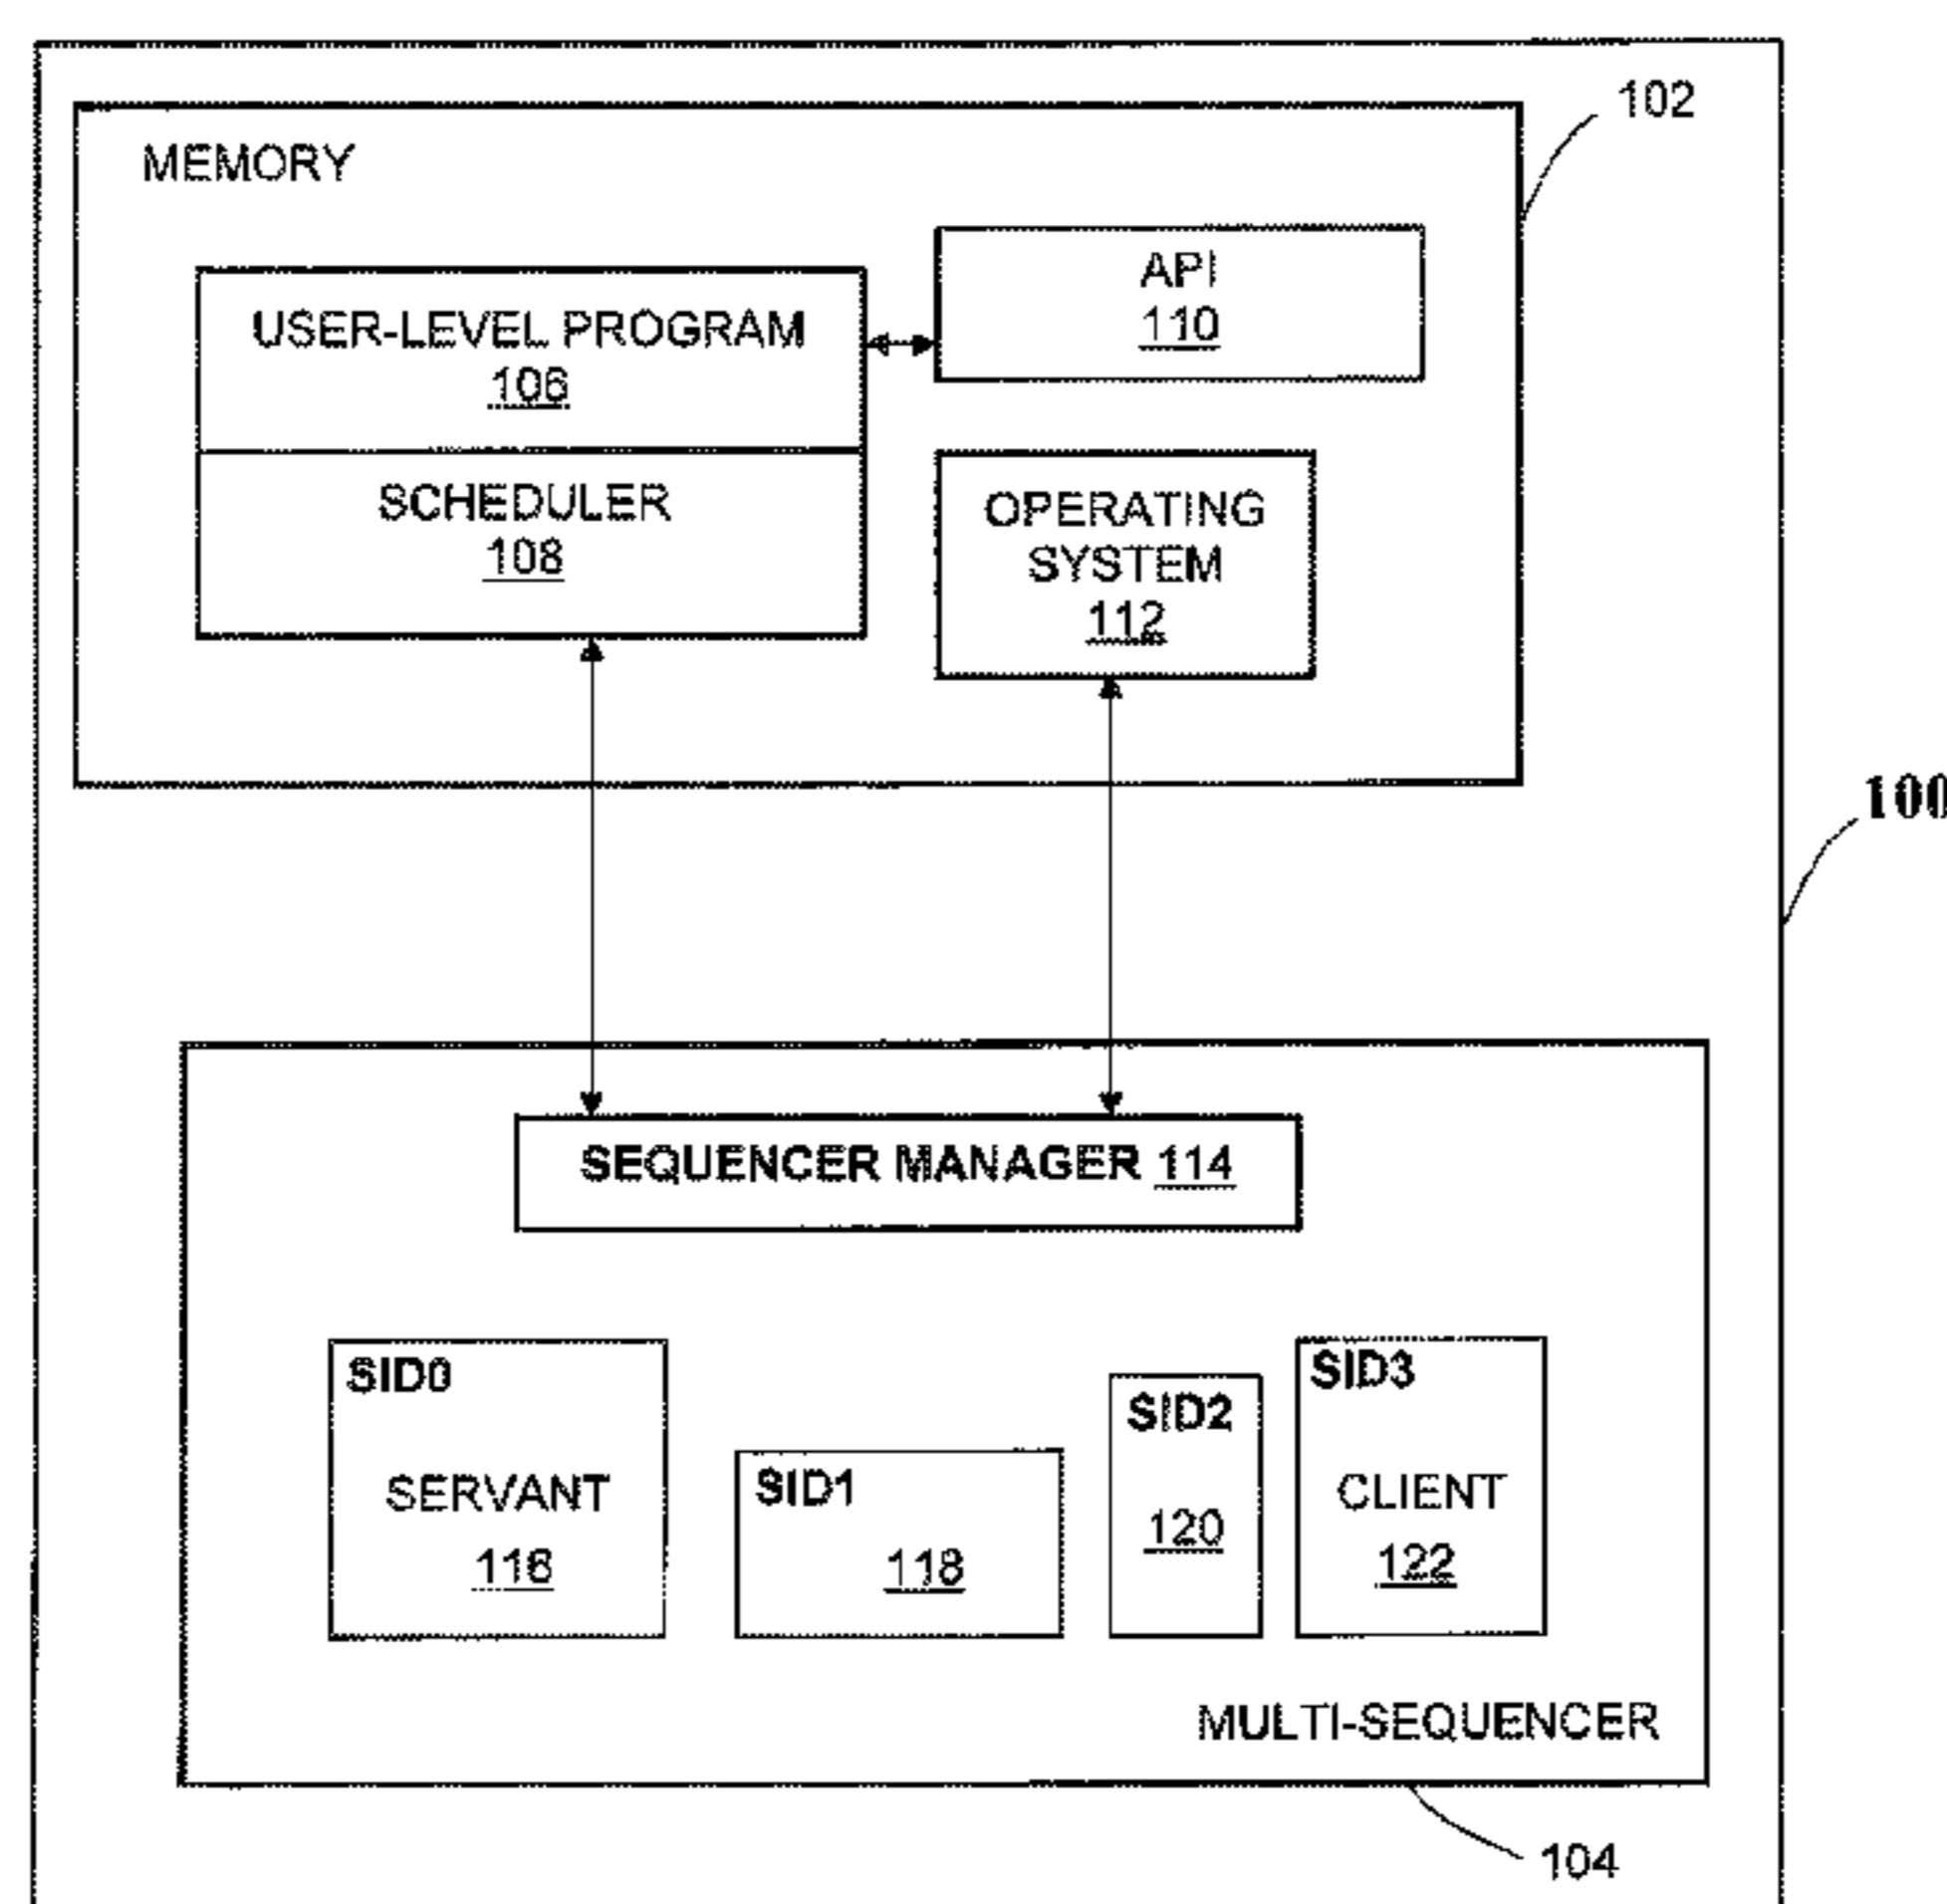 102
MEMORY
API
110
USER-LEVEL PROGRAM
106
SCHEDULER
108
OPERATING
SYSTEM
112
100
SEQUENCER MANAGER 114
SID0
SERVANT
116
SID1
118
SID2
120
SID3
CLIENT
122
MULTI-SEQUENCER
104